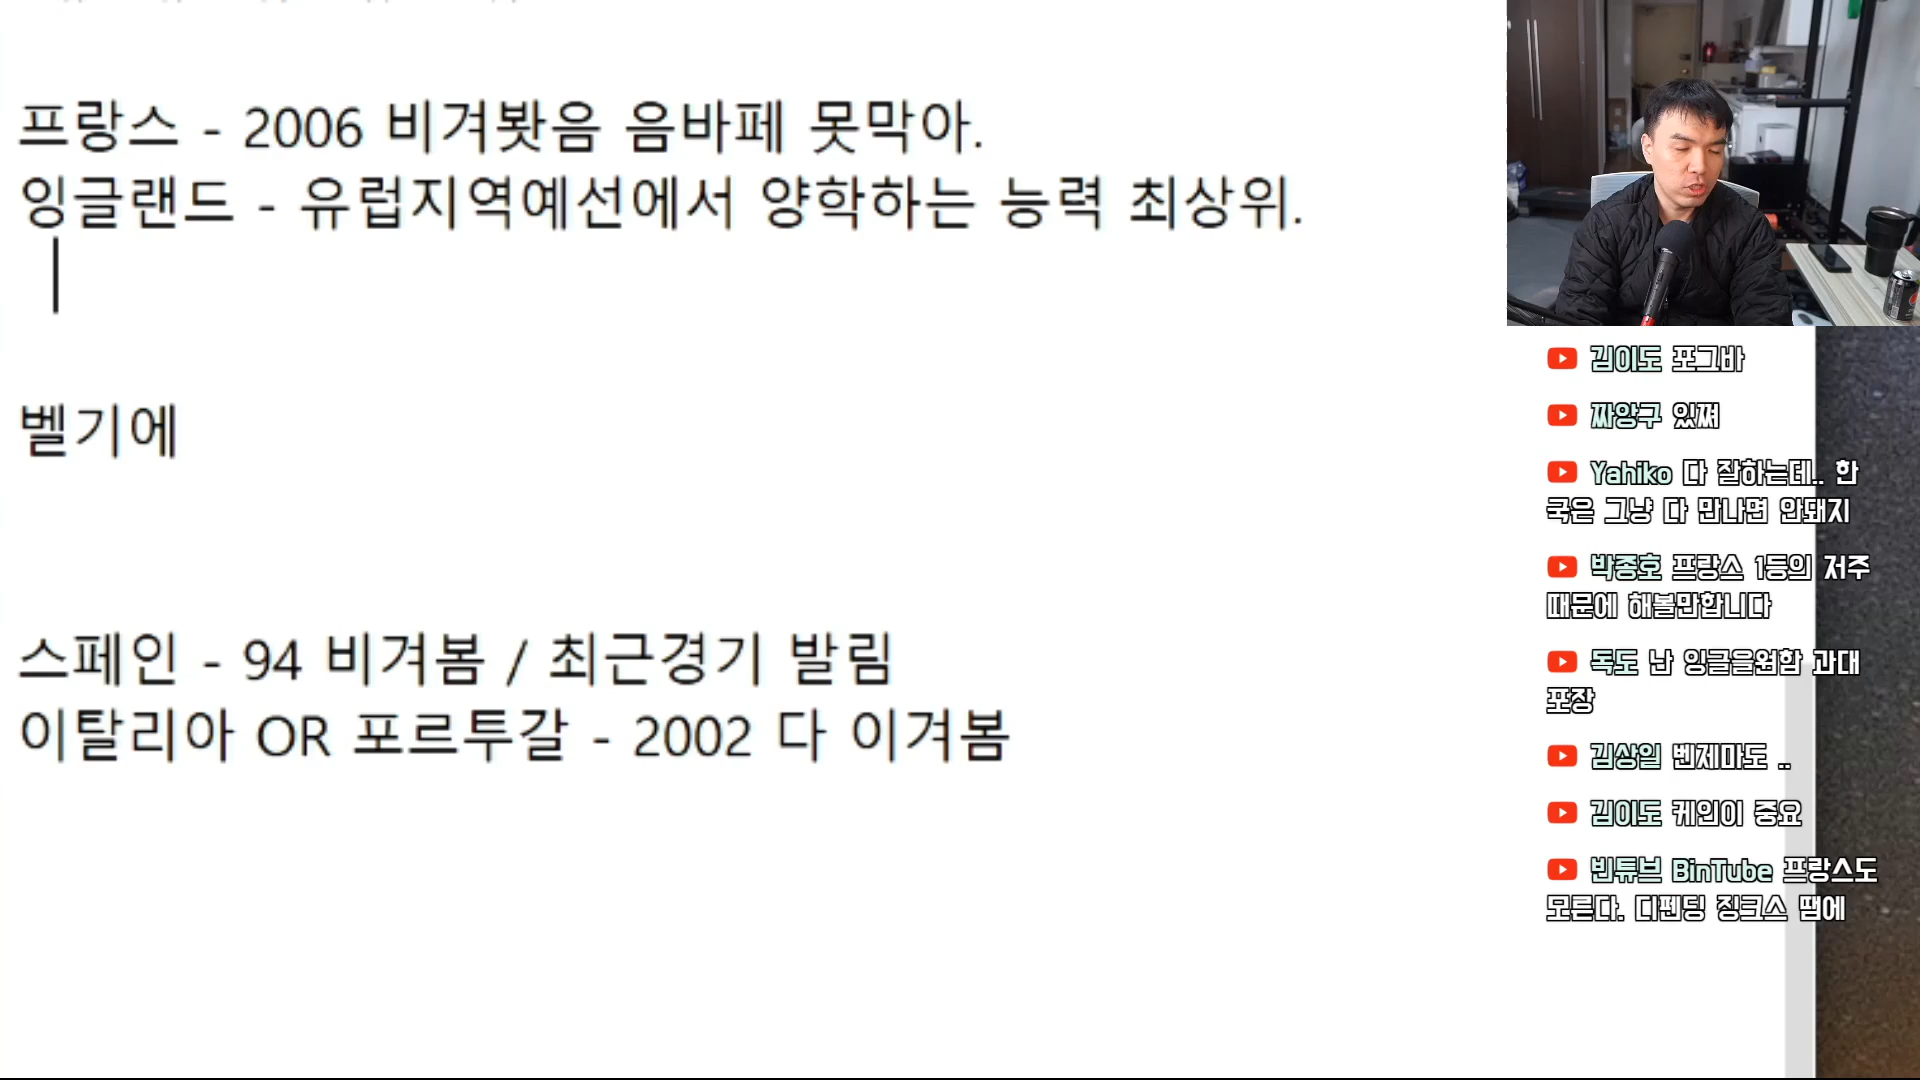 프랑스 - 2006 비겨봣음 음바페 못막아.
잉글랜드 - 유럽지역예선에서 양학하는 능력 최상위.
벨기에
스페인 - 94 비겨봄 / 최근경기 발림
이탈리아 OR 포르투갈 - 2002 다 이겨봄
김이도 포그바
짜앙구 있쪄
Yahiko 다 잘하는데.. 한
국은 그냥 다 만나면 안돼지
박종호 프랑스 1등의 저주
때문에 해볼만합니다
독도 난 잉글을원함 과대
포장
김상일 벤제마도 ..
김이도 케인이 중요
빈튜브 BinTube 프랑스도
모른다. 디펜딩 징크스 땜에